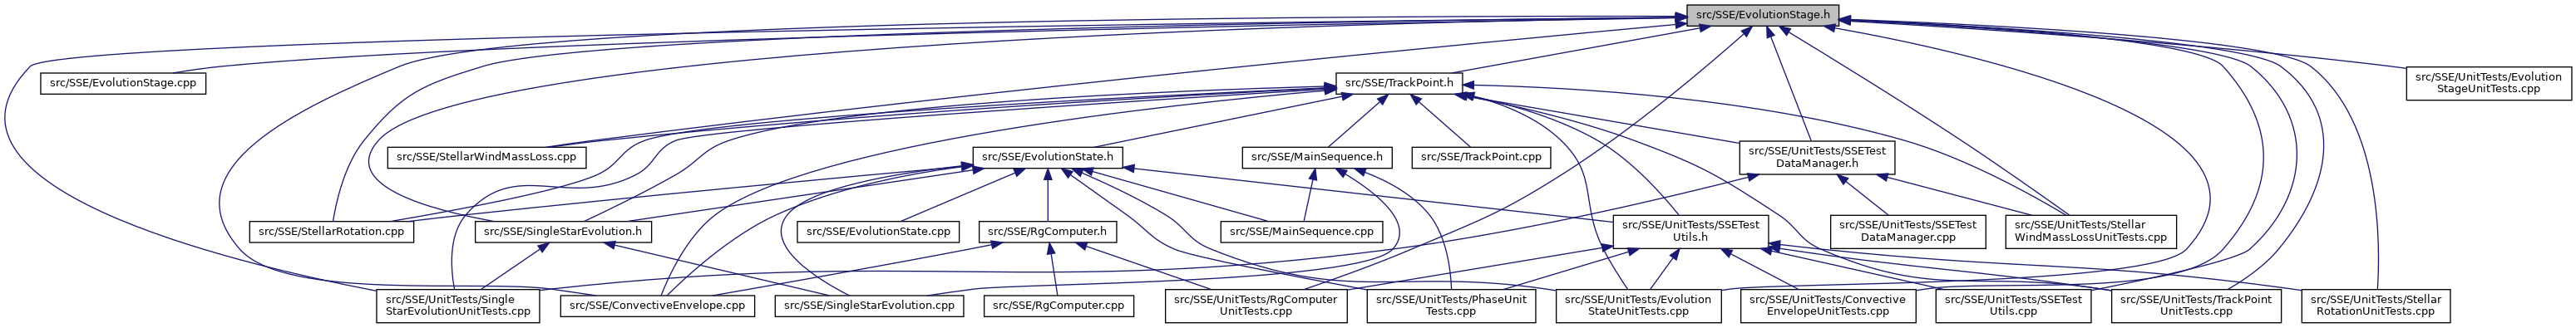 src/SSE/EvolutionStage.h
src/SSE/EvolutionStage.cpp
src/SSE/TrackPoint.h
src/SSE/UnitTests/Evolution
StageUnitTests.cpp
src/SSE/StellarWindMassLoss.cpp
src/SSE/EvolutionState.h
src/SSE/MainSequence.h
src/SSE/TrackPoint.cpp
src/SSE/UnitTests/SSETest
DataManager.h
src/SSE/StellarRotation.cpp
src/SSE/SingleStarEvolution.h
src/SSE/EvolutionState.cpp
src/SSE/RgComputer.h
src/SSE/MainSequence.cpp
src/SSE/UnitTests/SSETest
Utils.h
src/SSE/UnitTests/SSETest
DataManager.cpp
src/SSE/UnitTests/Stellar
WindMassLossUnitTests.cpp
src/SSE/UnitTests/Single
StarEvolutionUnitTests.cpp
src/SSE/ConvectiveEnvelope.cpp
src/SSE/SingleStarEvolution.cpp
src/SSE/RgComputer.cpp
src/SSE/UnitTests/RgComputer
UnitTests.cpp
src/SSE/UnitTests/PhaseUnit
Tests.cpp
src/SSE/UnitTests/Evolution
StateUnitTests.cpp
src/SSE/UnitTests/Convective
EnvelopeUnitTests.cpp
src/SSE/UnitTests/SSETest
Utils.cpp
src/SSE/UnitTests/TrackPoint
UnitTests.cpp
src/SSE/UnitTests/Stellar
RotationUnitTests.cpp